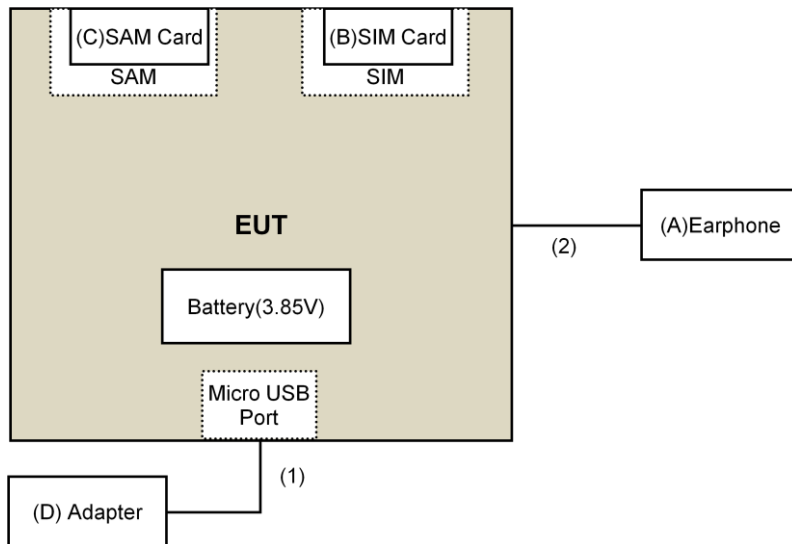 (C)SAM Card
SAM
(B)SIM Card
SIM
EUT
(A)Earphone
(2)
Battery(3.85V)
Micro USB
Port
(1)
(D) Adapter